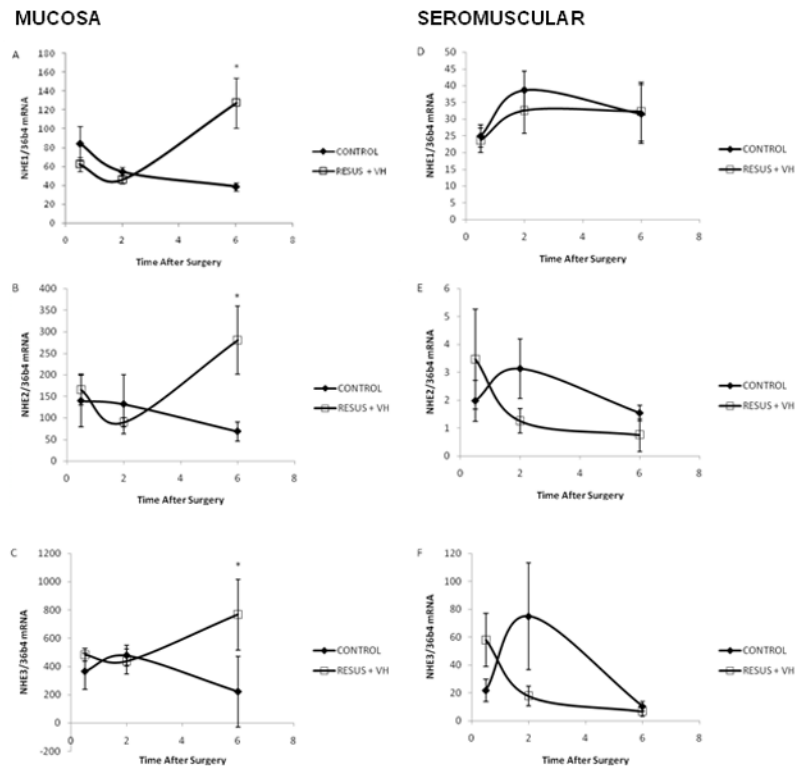 MUCOSA
SEROMUSCULAR
A
NHE1/36b4 mRNA
180
160
140
120
100
80
60
40
20
0
*
0 2 4 6 8
Time After Surgery
CONTROL
RESUS + VH
D
NHE1/36b4 mRNA
50
45
40
35
30
25
20
15
10
5
0
0 2 4 6 8
Time After Surgery
CONTROL
RESUS + VH
B
NHE2/36b4 mRNA
400
350
300
250
200
150
100
50
0
*
0 2 4 6 8
Time After Surgery
CONTROL
RESUS + VH
E
NHE2/36b4 mRNA
6
5
4
3
2
1
0
0 2 4 6 8
Time After Surgery
CONTROL
RESUS + VH
C
NHE3/36b4 mRNA
1200
1000
800
600
400
200
0
-200
*
0 2 4 6 8
Time After Surgery
CONTROL
RESUS + VH
F
NHE3/36b4 mRNA
120
100
80
60
40
20
0
0 2 4 6 8
Time After Surgery
CONTROL
RESUS + VH